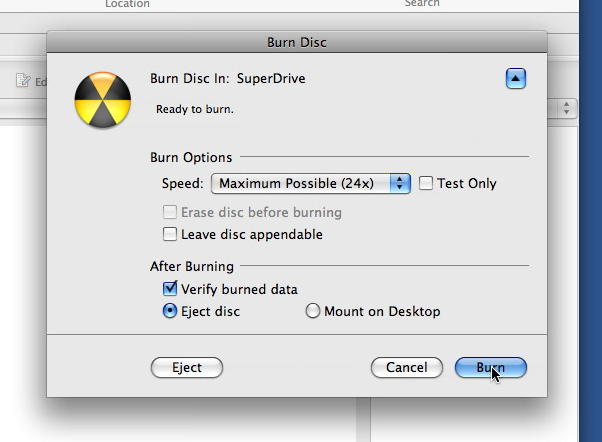 Location Search
Burn Disc
Ed
Burn Disc In: SuperDrive
Ready to burn.
Burn Options
Speed: Maximum Possible (24x) Test Only
Erase disc before burning
Leave disc appendable
After Burning
Verify burned data
Eject disc Mount on Desktop
Eject Cancel Burn